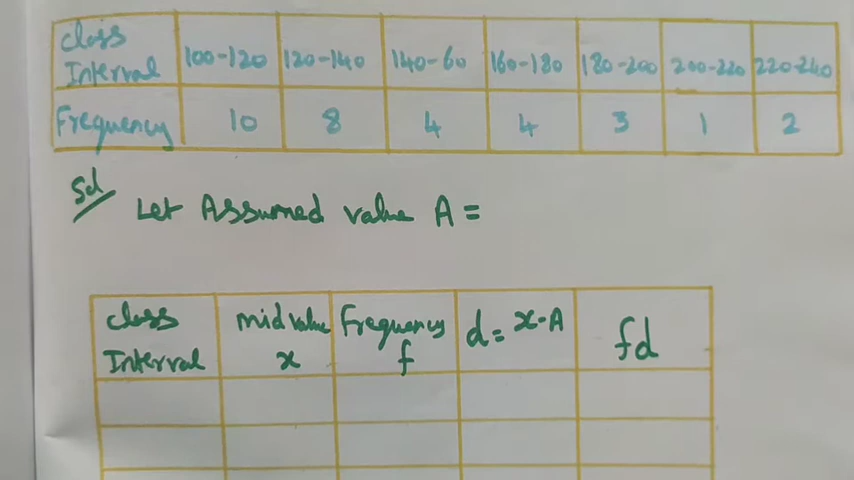 Class Interval 100-120 120-140 140-60 160-180 180-200 200-220 220-240
Frequency 10 8 4 4 3 1 2
Sol
Let Assumed value A =
class Interval mid value x Frequency f d = x-A fd